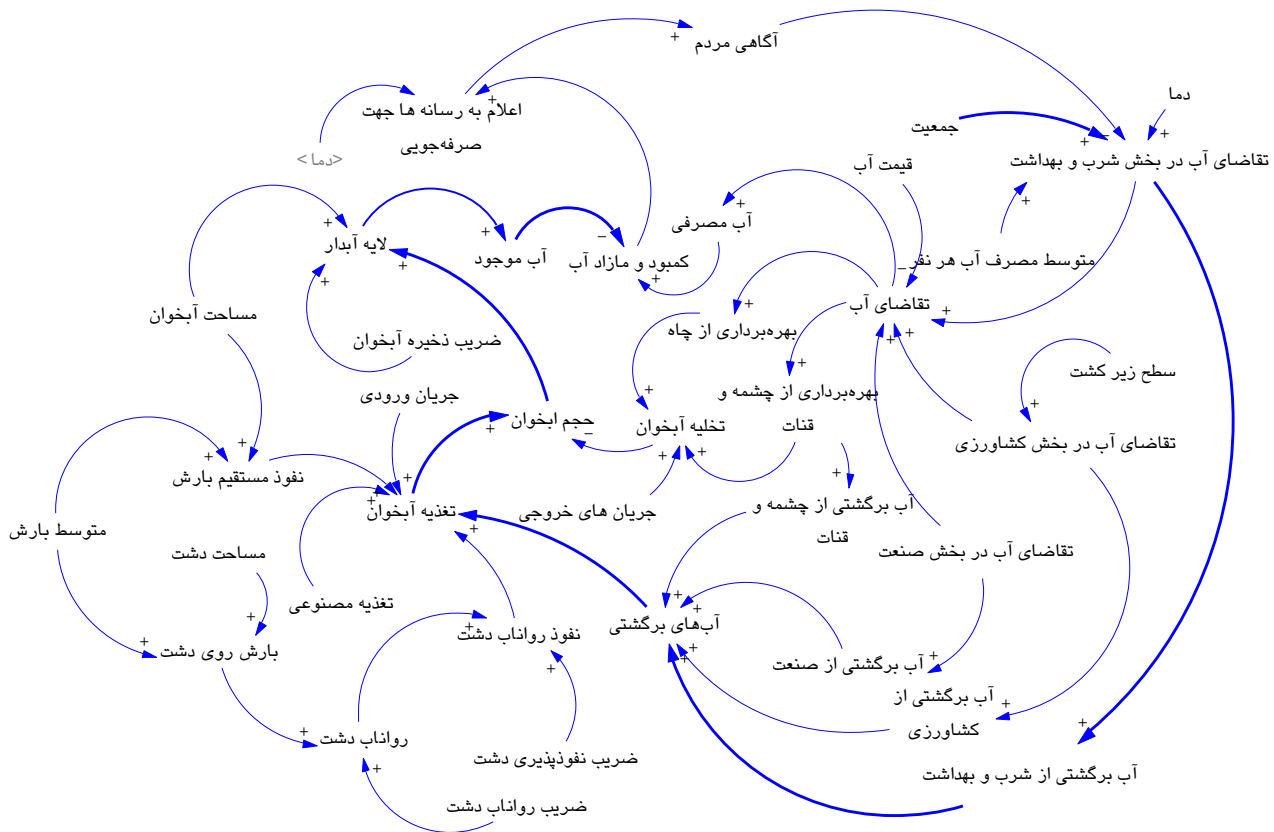 آگاهی مردم
دما
اعلام به رسانه ها جهت
صرفه‌جویی
<دما>
جمعیت
تقاضای آب در بخش شرب و بهداشت
قیمت آب
آب مصرفی
لایه آبدار
آب موجود
کمبود و مازاد آب
متوسط مصرف آب هر نفر
تقاضای آب
مساحت آبخوان
بهره‌برداری از چاه
ضریب ذخیره آبخوان
سطح زیر کشت
جریان ورودی
بهره‌برداری از چشمه و
قنات
حجم ابخوان
تخلیه آبخوان
تقاضای آب در بخش کشاورزی
نفوذ مستقیم بارش
تغذیه آبخوان
جریان های خروجی
آب برگشتی از چشمه و
قنات
متوسط بارش
مساحت دشت
تقاضای آب در بخش صنعت
تغذیه مصنوعی
آب‌های برگشتی
نفوذ رواناب دشت
بارش روی دشت
آب برگشتی از صنعت
آب برگشتی از
کشاورزی
رواناب دشت
ضریب نفوذپذیری دشت
آب برگشتی از شرب و بهداشت
ضریب رواناب دشت